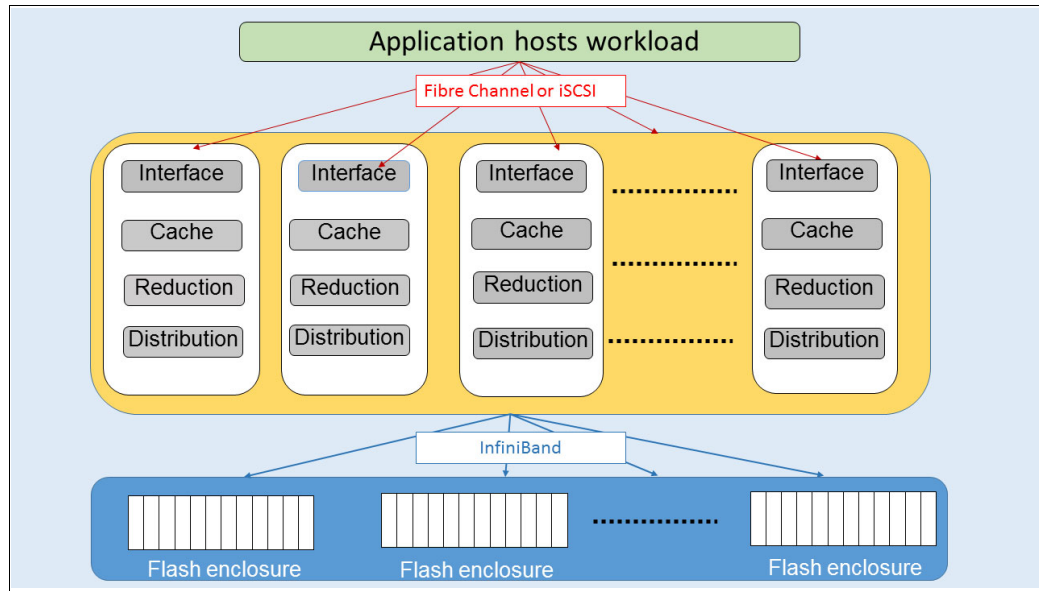 Application hosts workload
Fibre Channel or iSCSI
Interface Interface Interface Interface
Cache Cache Cache Cache
Reduction Reduction Reduction Reduction
Distribution Distribution Distribution Distribution
InfiniBand
Flash enclosure Flash enclosure Flash enclosure